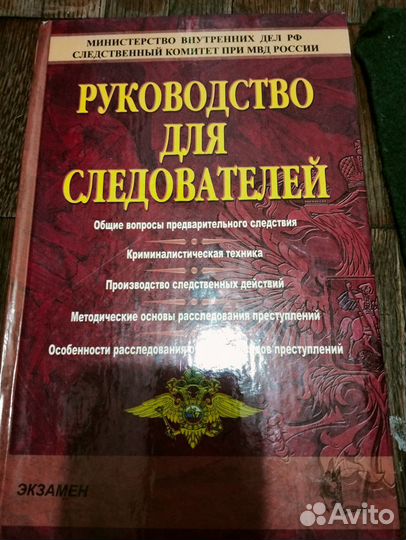 МИНИСТЕРСТВО ВНУТРЕННИХ ДЕЛ РФ
СЛЕДСТВЕННЫЙ КОМИТЕТ ПРИ МВД РОССИИ
РУКОВОДСТВО
ДЛЯ
СЛЕДОВАТЕЛЕЙ
Общие вопросы предварительного следствия
Криминалистическая техника
Производство следственных действий
Методические основы расследования преступлений
Особенности расследования преступлений
ЭКЗАМЕН
Avito